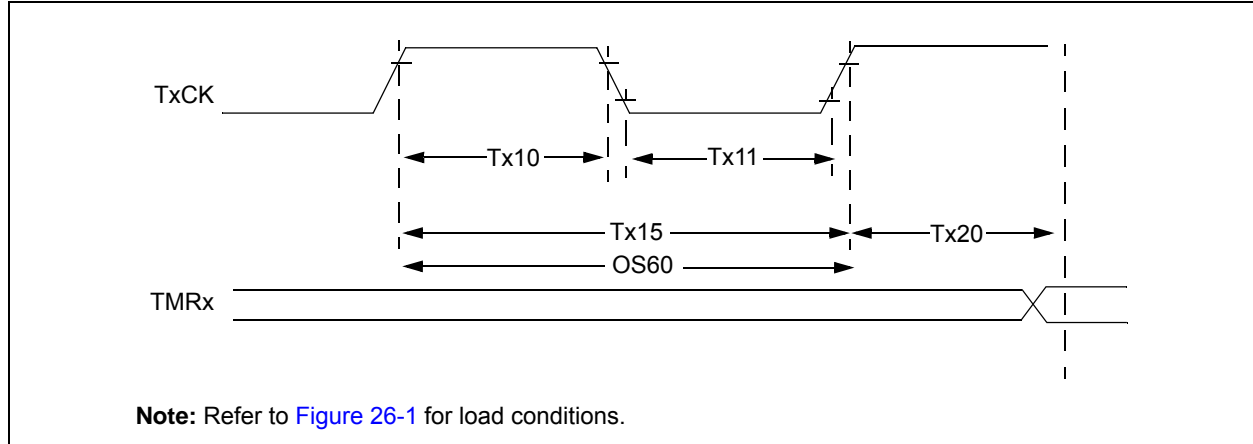 TxCK
Tx10
Tx11
Tx15
Tx20
OS60
TMRx
Note: Refer to Figure 26-1 for load conditions.